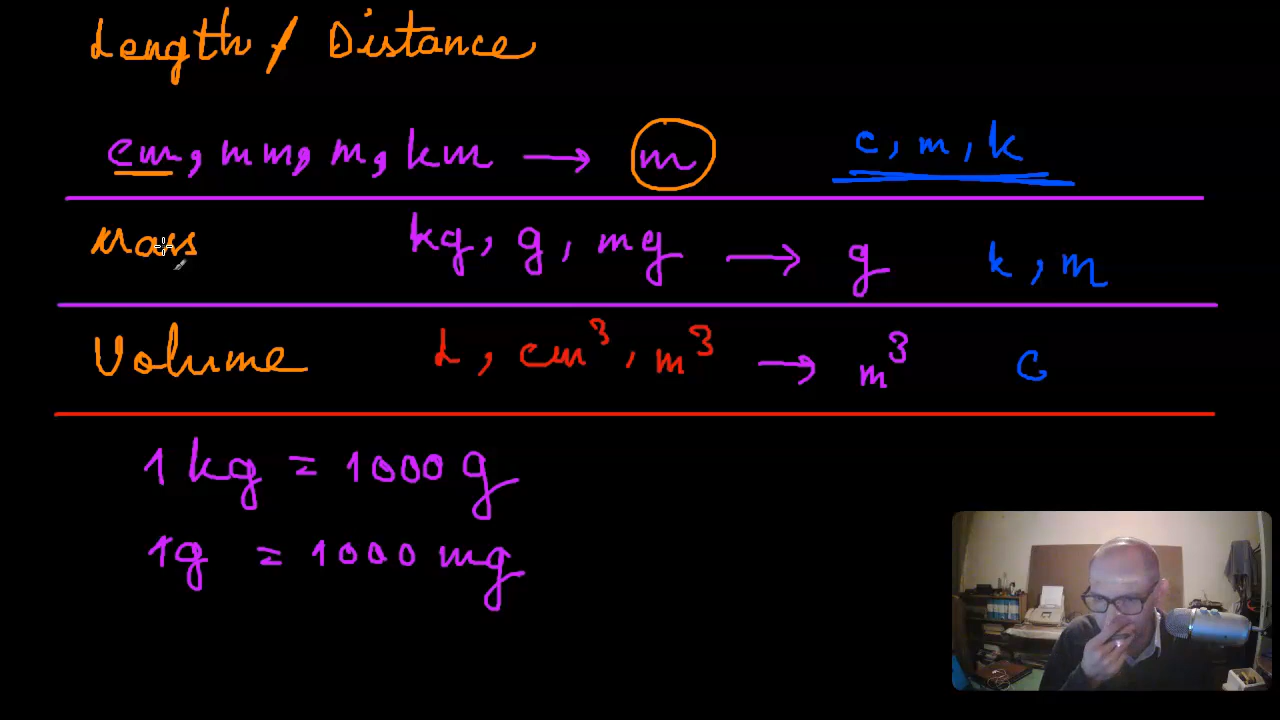 Length / Distance
cm, mm, m, km → m c, m, k
Mass kg, g, mg → g k, m
Volume L, cm³, m³ → m³ c
1 kg = 1000 g
1g = 1000 mg